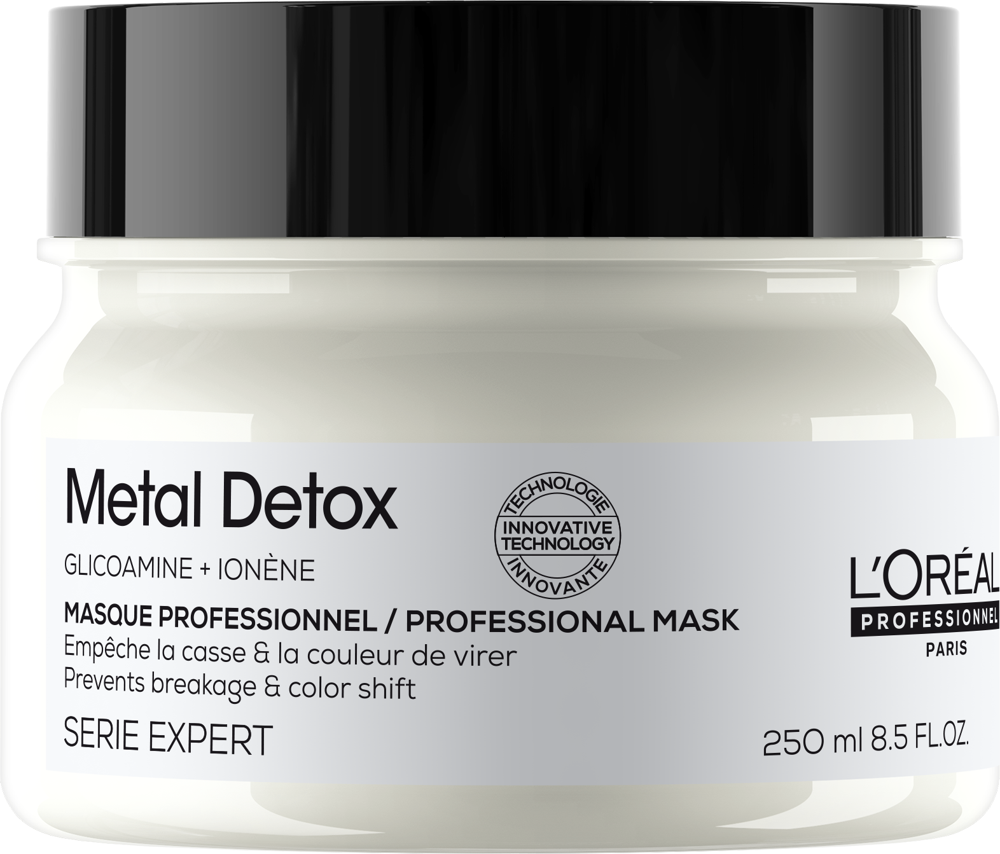 Metal Detox
GLICOAMINE + IONÈNE
TECHNOLOGIE
INNOVATIVE
TECHNOLOGY
INNOVANTE
MASQUE PROFESSIONNEL / PROFESSIONAL MASK
Empêche la casse & la couleur de virer
Prevents breakage & color shift
SERIE EXPERT
L'ORÉAL
PROFESSIONNEL
PARIS
250 ml 8.5 FL.OZ.